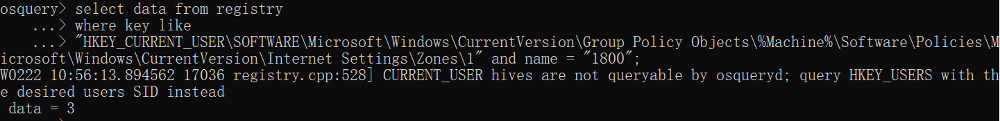 osquery> select data from registry
    ...> where key like
    ...> "HKEY_CURRENT_USER\SOFTWARE\Microsoft\Windows\CurrentVersion\Group Policy Objects\%Machine%\Software\Policies\M
icrosoft\Windows\CurrentVersion\Internet Settings\Zones\1" and name = "1800";
W0222 10:56:13.894562 17036 registry.cpp:528] CURRENT_USER hives are not queryable by osqueryd; query HKEY_USERS with th
e desired users SID instead
 data = 3